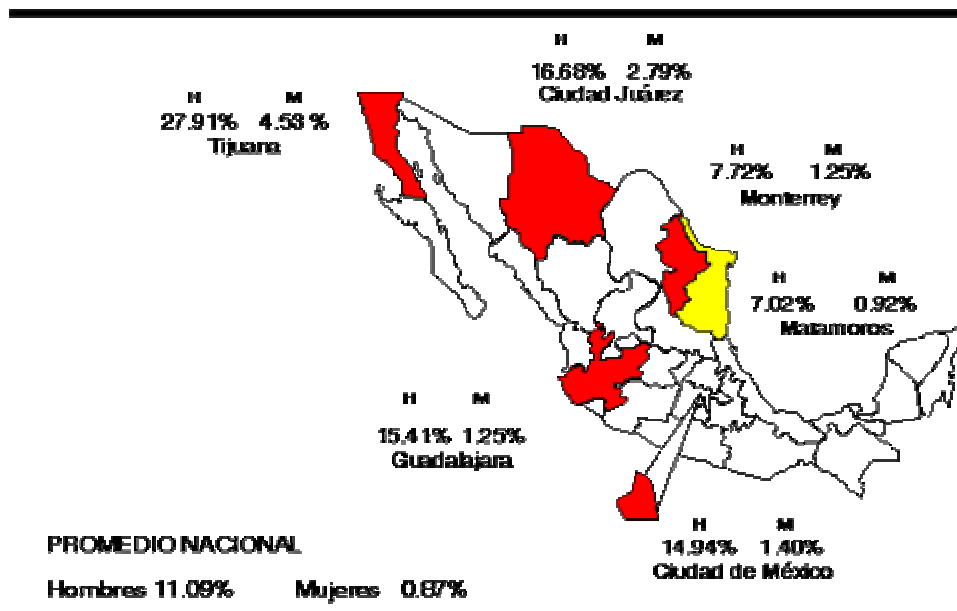 H M
16.68% 2.79%
Ciudad Juárez
H M
27.91% 4.53%
Tijuana
H M
7.72% 1.25%
Monterrey
H M
7.02% 0.92%
Matamoros
H M
15.41% 1.25%
Guadalajara
H M
14.94% 1.40%
Ciudad de México
PROMEDIO NACIONAL
Hombres 11.09% Mujeres 0.87%